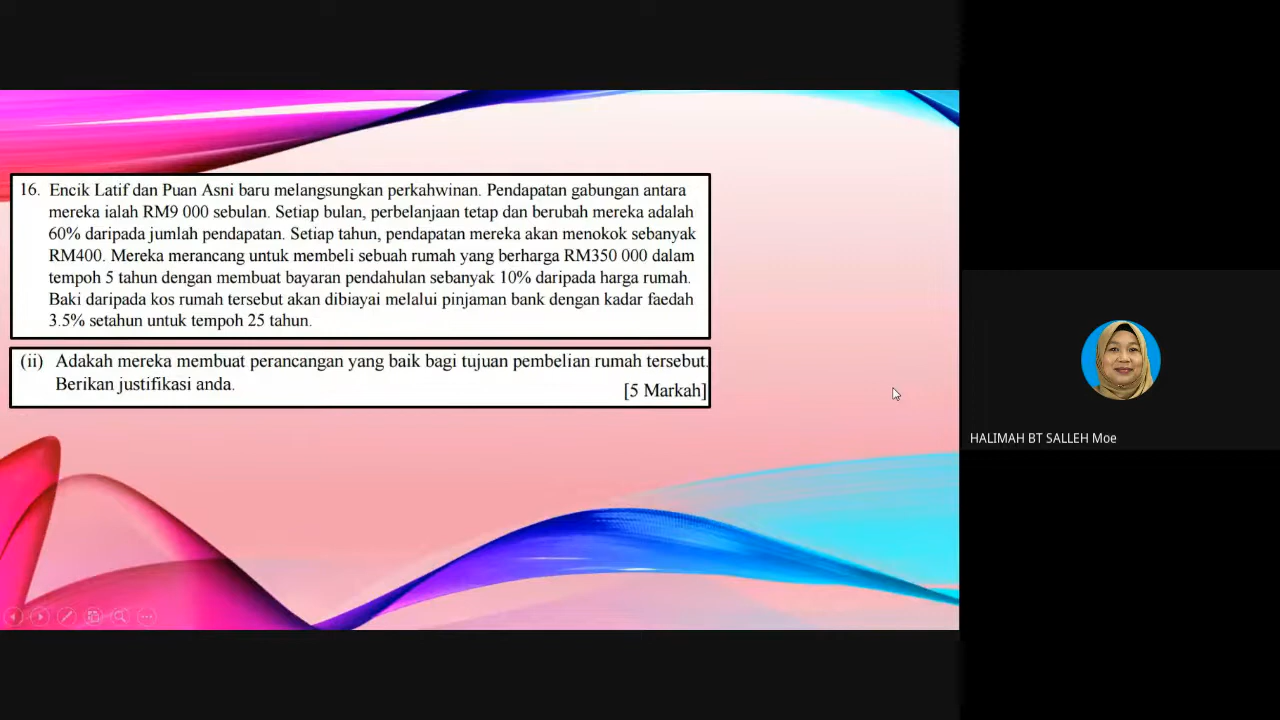 16. Encik Latif dan Puan Asni baru melangsungkan perkahwinan. Pendapatan gabungan antara
mereka ialah RM9 000 sebulan. Setiap bulan, perbelanjaan tetap dan berubah mereka adalah
60% daripada jumlah pendapatan. Setiap tahun, pendapatan mereka akan menokok sebanyak
RM400. Mereka merancang untuk membeli sebuah rumah yang berharga RM350 000 dalam
tempoh 5 tahun dengan membuat bayaran pendahulan sebanyak 10% daripada harga rumah.
Baki daripada kos rumah tersebut akan dibiayai melalui pinjaman bank dengan kadar faedah
3.5% setahun untuk tempoh 25 tahun.
(ii) Adakah mereka membuat perancangan yang baik bagi tujuan pembelian rumah tersebut.
Berikan justifikasi anda.
[5 Markah]
HALIMAH BT SALLEH Moe